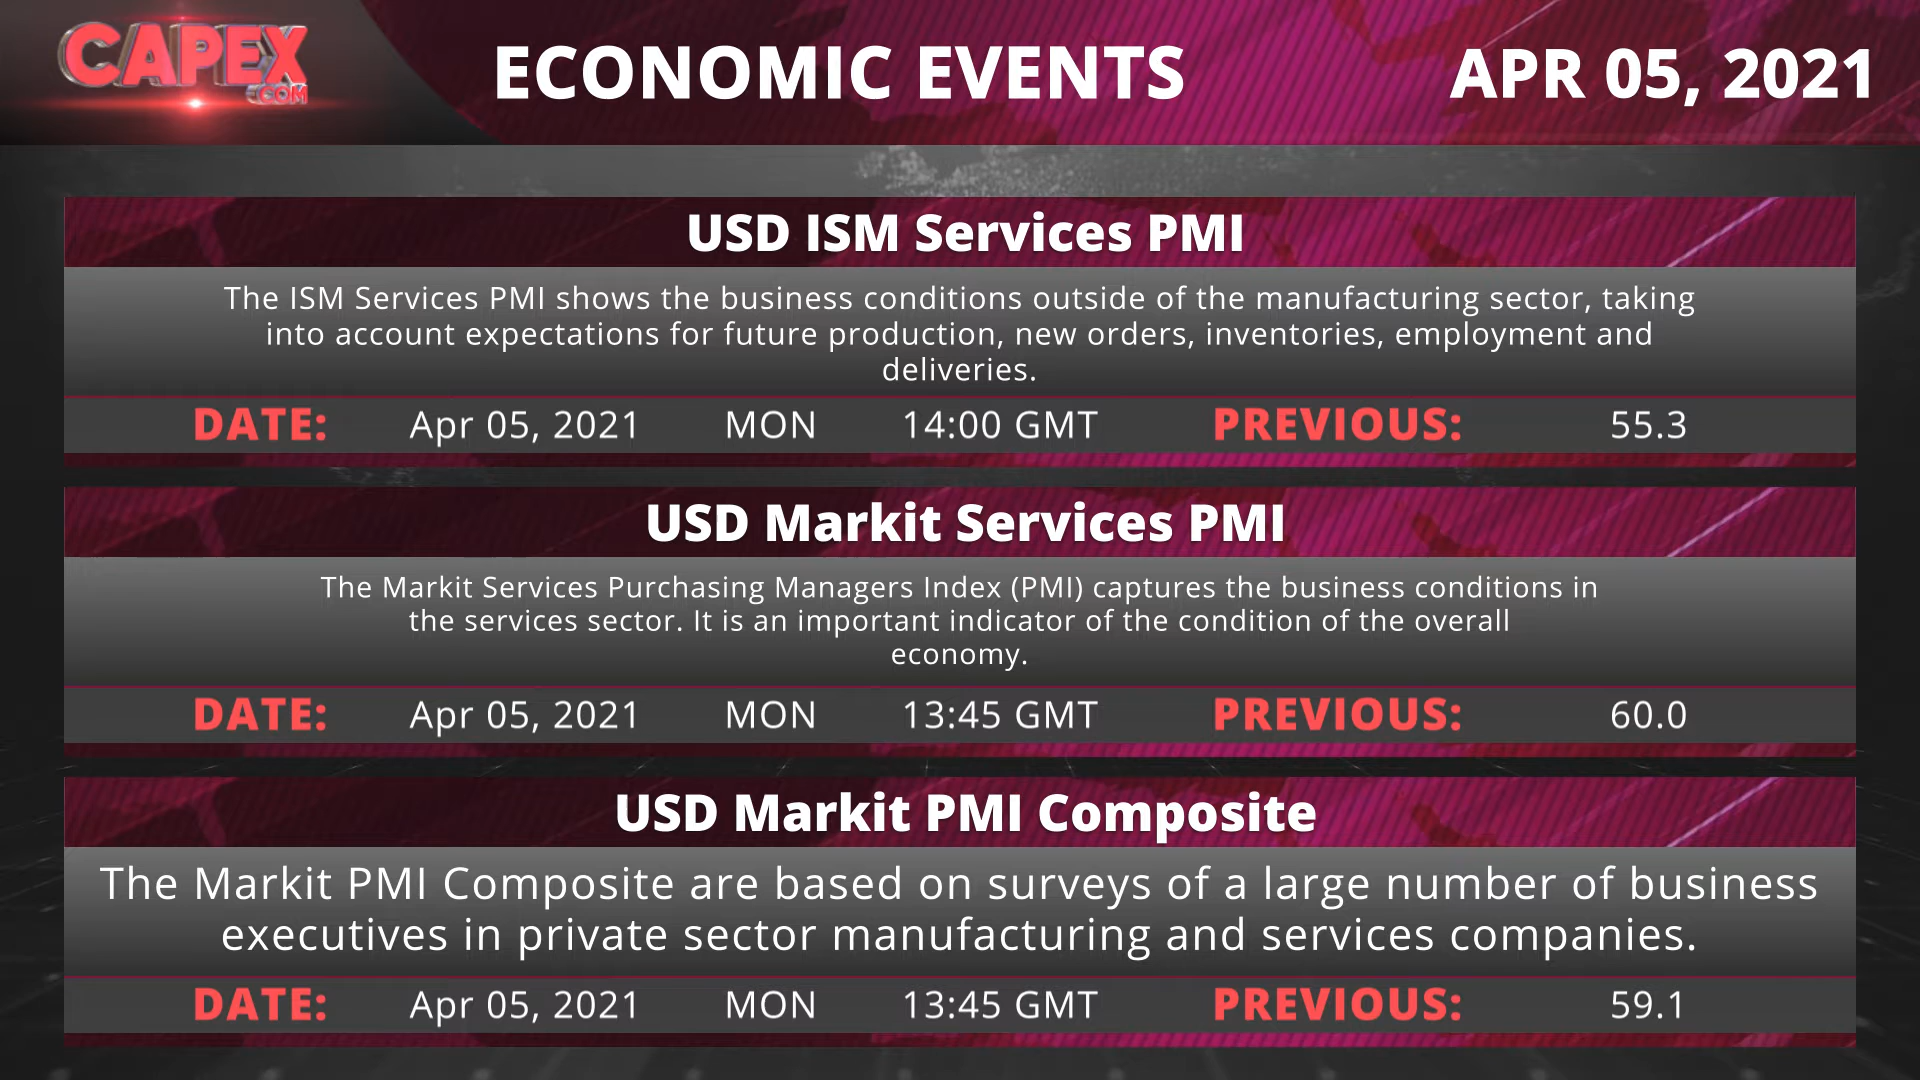 CAPEX
.COM
ECONOMIC EVENTS
APR 05, 2021
USD ISM Services PMI
The ISM Services PMI shows the business conditions outside of the manufacturing sector, taking
into account expectations for future production, new orders, inventories, employment and
deliveries.
DATE: Apr 05, 2021 MON 14:00 GMT PREVIOUS: 55.3
USD Markit Services PMI
The Markit Services Purchasing Managers Index (PMI) captures the business conditions in
the services sector. It is an important indicator of the condition of the overall
economy.
DATE: Apr 05, 2021 MON 13:45 GMT PREVIOUS: 60.0
USD Markit PMI Composite
The Markit PMI Composite are based on surveys of a large number of business
executives in private sector manufacturing and services companies.
DATE: Apr 05, 2021 MON 13:45 GMT PREVIOUS: 59.1